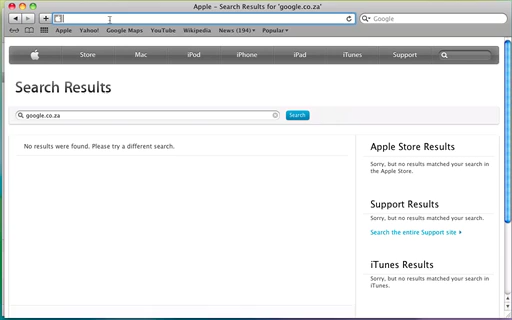 Apple – Search Results for 'google.co.za'
Google
Apple Yahoo! Google Maps YouTube Wikipedia News (194) Popular
Store Mac iPod iPhone iPad iTunes Support
Search Results
google.co.za Search
No results were found. Please try a different search.
Apple Store Results
Sorry, but no results matched your search in
the Apple Store.
Support Results
Sorry, but no results matched your search.
Search the entire Support site
iTunes Results
Sorry, but no results matched your search in
iTunes.